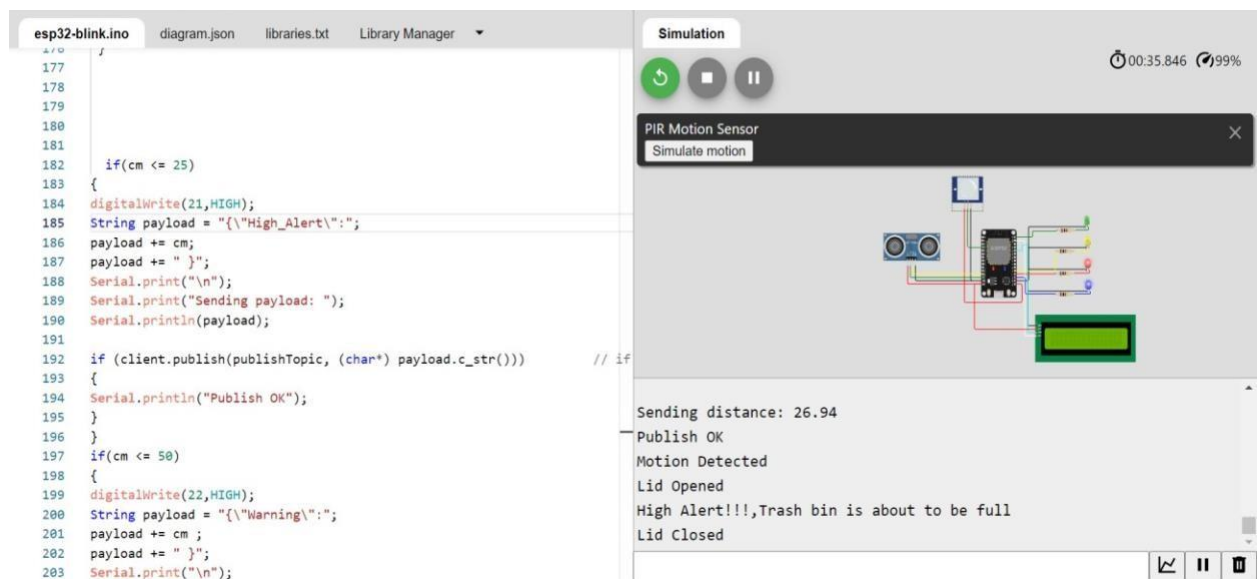 esp32-blink.ino diagram.json libraries.txt Library Manager
176 }
177
178
179
180
181
182 if(cm <= 25)
183 {
184 digitalWrite(21,HIGH);
185 String payload = "{\"High_Alert\":";
186 payload += cm;
187 payload += " }";
188 Serial.print("\n");
189 Serial.print("Sending payload: ");
190 Serial.println(payload);
191
192 if (client.publish(publishTopic, (char*) payload.c_str())) // if
193 {
194 Serial.println("Publish OK");
195 }
196 }
197 if(cm <= 50)
198 {
199 digitalWrite(22,HIGH);
200 String payload = "{\"Warning\":";
201 payload += cm ;
202 payload += " }";
203 Serial.print("\n");
Simulation
00:35.846 99%
PIR Motion Sensor
Simulate motion
Sending distance: 26.94
Publish OK
Motion Detected
Lid Opened
High Alert!!!,Trash bin is about to be full
Lid Closed